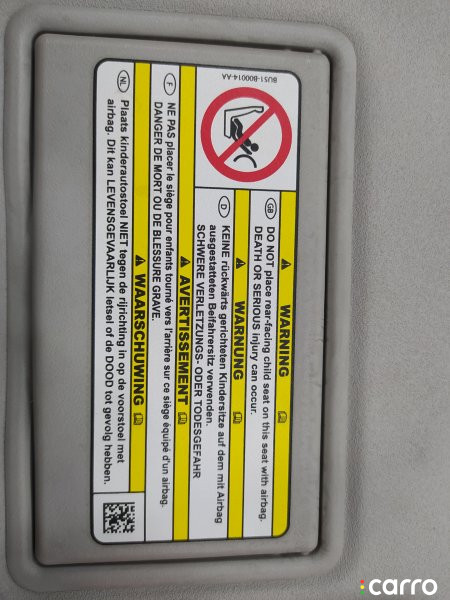 BU51-B00014-AA
WARNING
GB DO NOT place rear-facing child seat on this seat with airbag.
DEATH OR SERIOUS injury can occur.
WARNUNG
D KEINE rückwärts gerichteten Kindersitze auf dem mit Airbag
ausgestatteten Beifahrersitz verwenden.
SCHWERE VERLETZUNGS- ODER TODESGEFAHR
AVERTISSEMENT
F NE PAS placer le siège pour enfants tourné vers l'arrière sur ce siège équipé d'un airbag.
DANGER DE MORT OU DE BLESSURE GRAVE.
WAARSCHUWING
NL Plaats kinderautostoel NIET tegen de rijrichting in op de voorstoel met
airbag. Dit kan LEVENSGEVAARLIJK letsel of de DOOD tot gevolg hebben.
carro